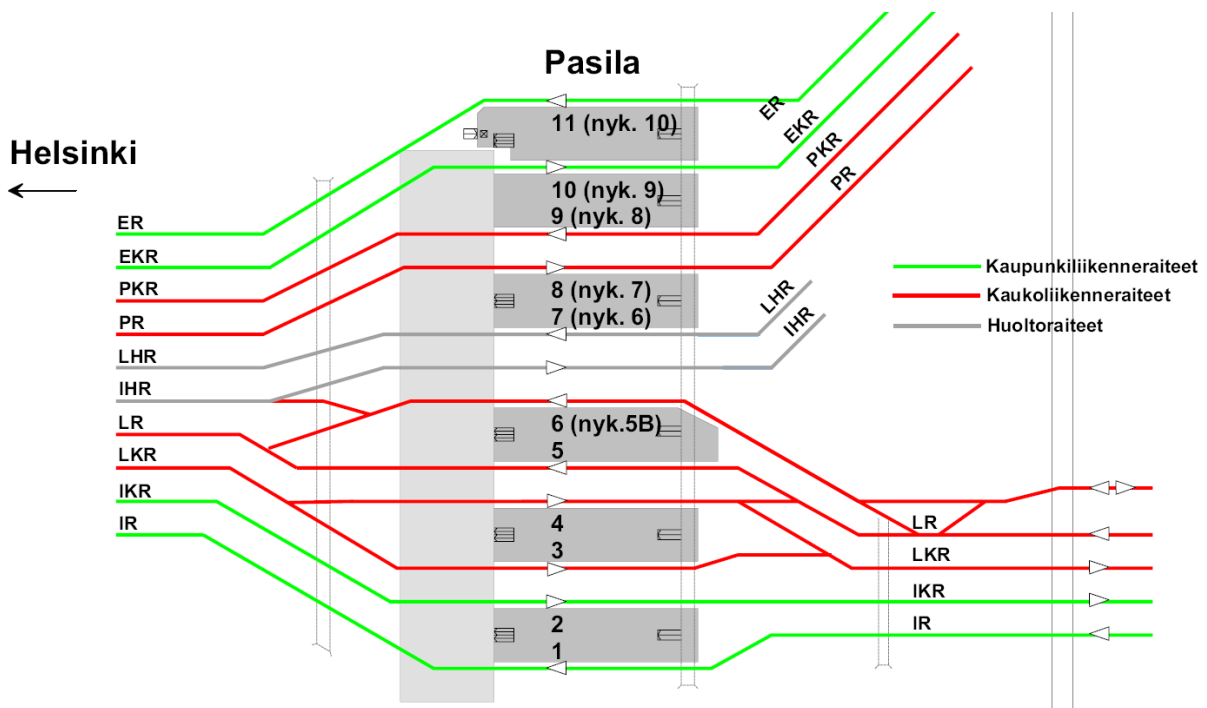 Pasila
Helsinki
11 (nyk. 10)
10 (nyk. 9)
9 (nyk. 8)
8 (nyk. 7)
7 (nyk. 6)
6 (nyk.5B)
5
4
3
2
1
ER
EKR
PKR
PR
LHR
IHR
LR
LKR
IKR
IR
ER
EKR
PKR
PR
LHR
IHR
LR
LKR
IKR
IR
Kaupunkiliikenneraiteet
Kaukoliikenneraiteet
Huoltoraiteet